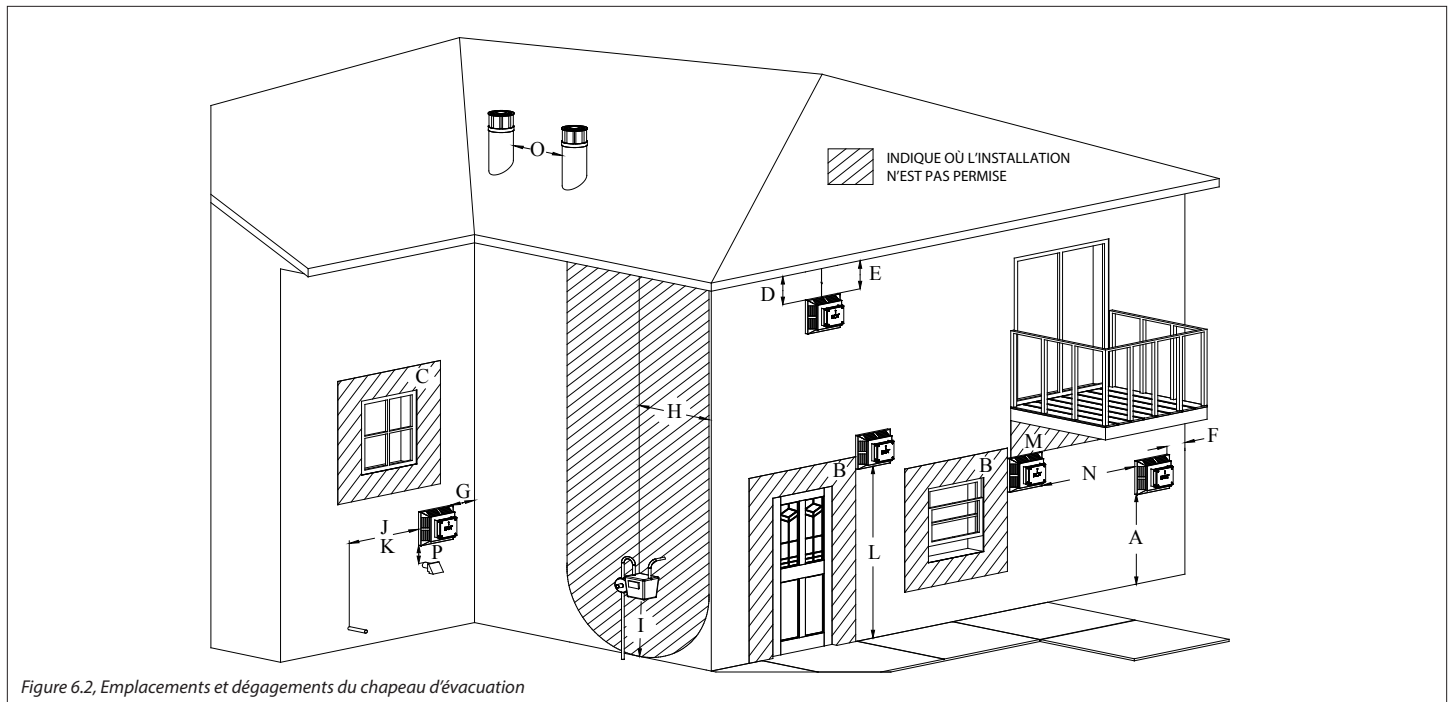 O
INDIQUE OÙ L'INSTALLATION
N'EST PAS PERMISE
D
E
C
H
B
B
M
F
N
G
J
K
P
L
A
I
Figure 6.2, Emplacements et dégagements du chapeau d'évacuation